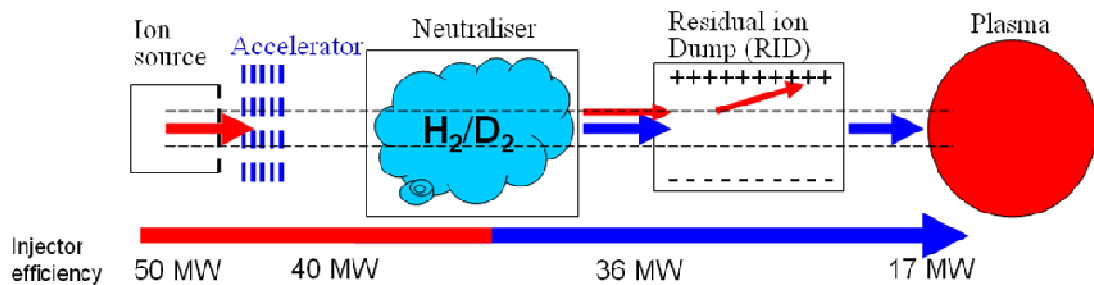 Ion
source
Accelerator
Neutraliser
Residual ion
Dump (RID)
Plasma
H₂/D₂
++++++++++
- - - - - - - - - -
Injector
efficiency
50 MW
40 MW
36 MW
17 MW